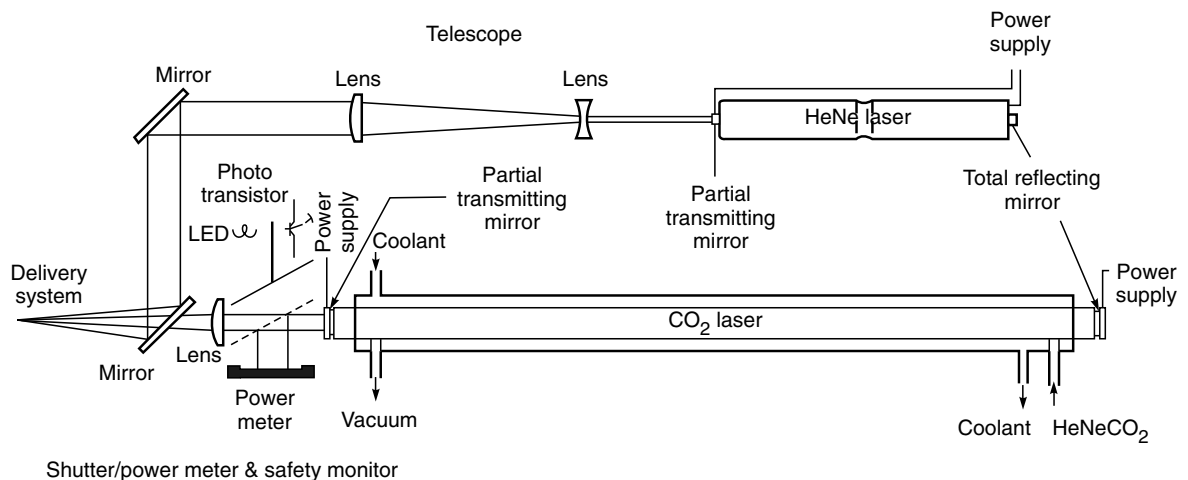 Telescope
Power
supply
Mirror
Lens
Lens
HeNe laser
Photo
transistor
Partial
transmitting
mirror
Partial
transmitting
mirror
Total reflecting
mirror
LED
Power
supply
Coolant
Delivery
system
Power
supply
CO2 laser
Lens
Mirror
Power
meter
Vacuum
Coolant
HeNeCO2
Shutter/power meter & safety monitor